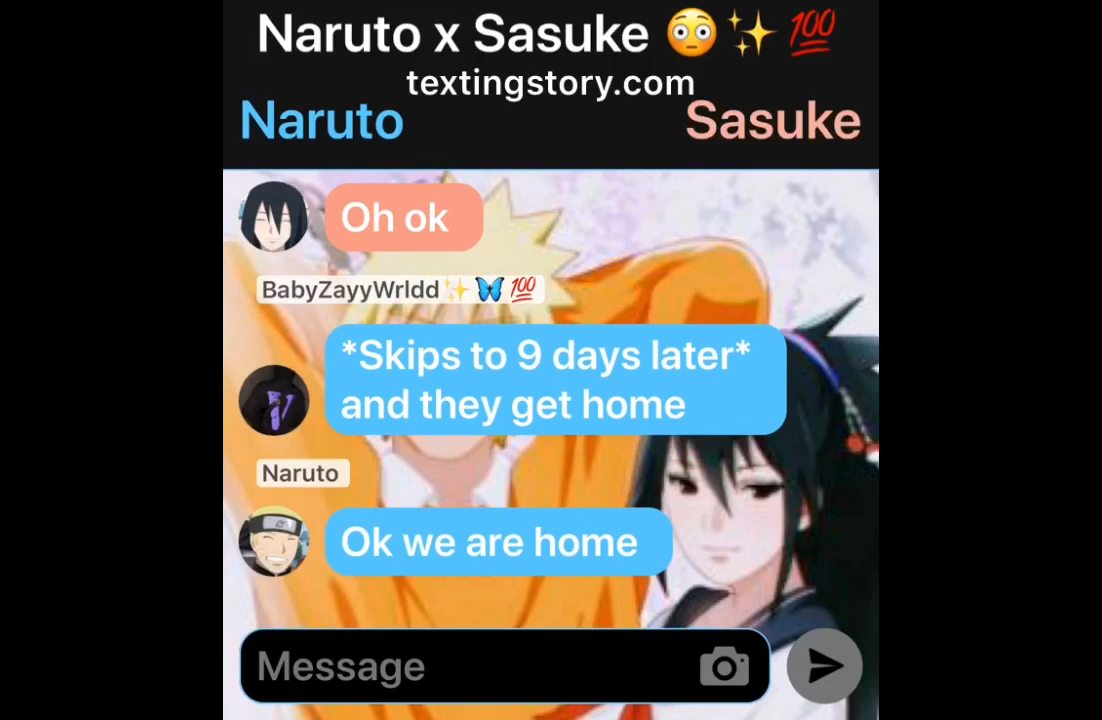 Naruto x Sasuke 😳✨💯
textingstory.com
Naruto Sasuke
Oh ok
BabyZayyWrldd✨🦋💯
*Skips to 9 days later*
and they get home
Naruto
Ok we are home
Message